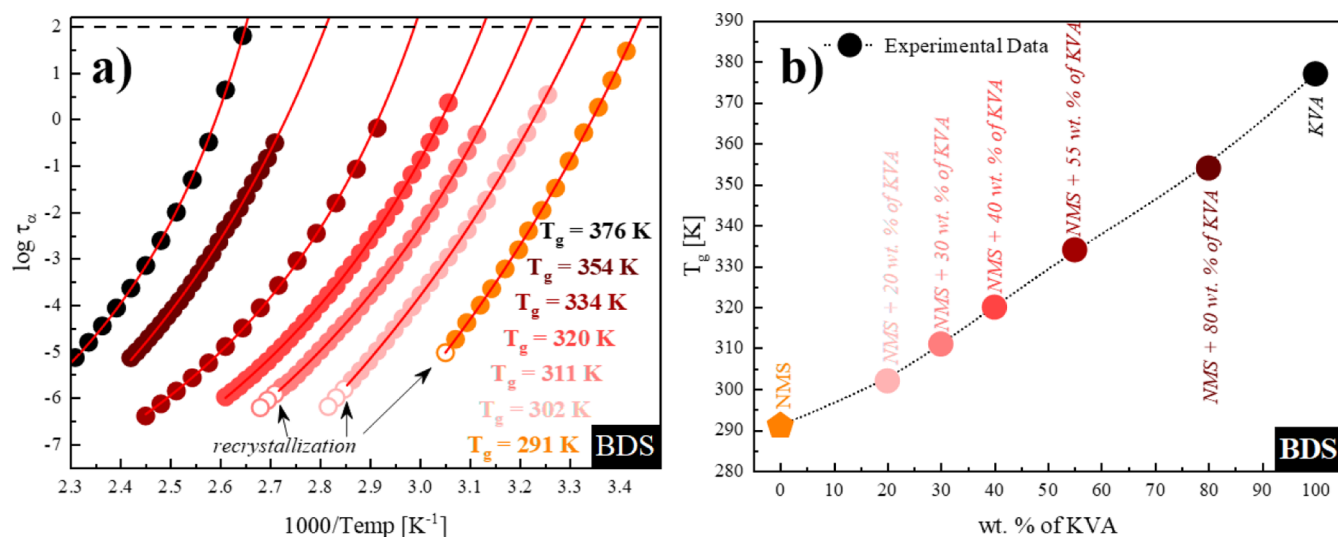 a)
log τα
2
1
0
-1
-2
-3
-4
-5
-6
-7
2.3 2.4 2.5 2.6 2.7 2.8 2.9 3.0 3.1 3.2 3.3 3.4
1000/Temp [K-1]
Tg = 376 K
Tg = 354 K
Tg = 334 K
Tg = 320 K
Tg = 311 K
Tg = 302 K
Tg = 291 K
recrystallization
BDS
b)
Experimental Data
Tg [K]
390
380
370
360
350
340
330
320
310
300
290
280
NMS
NMS + 20 wt. % of KVA
NMS + 30 wt. % of KVA
NMS + 40 wt. % of KVA
NMS + 55 wt. % of KVA
NMS + 80 wt. % of KVA
KVA
BDS
0 10 20 30 40 50 60 70 80 90 100
wt. % of KVA